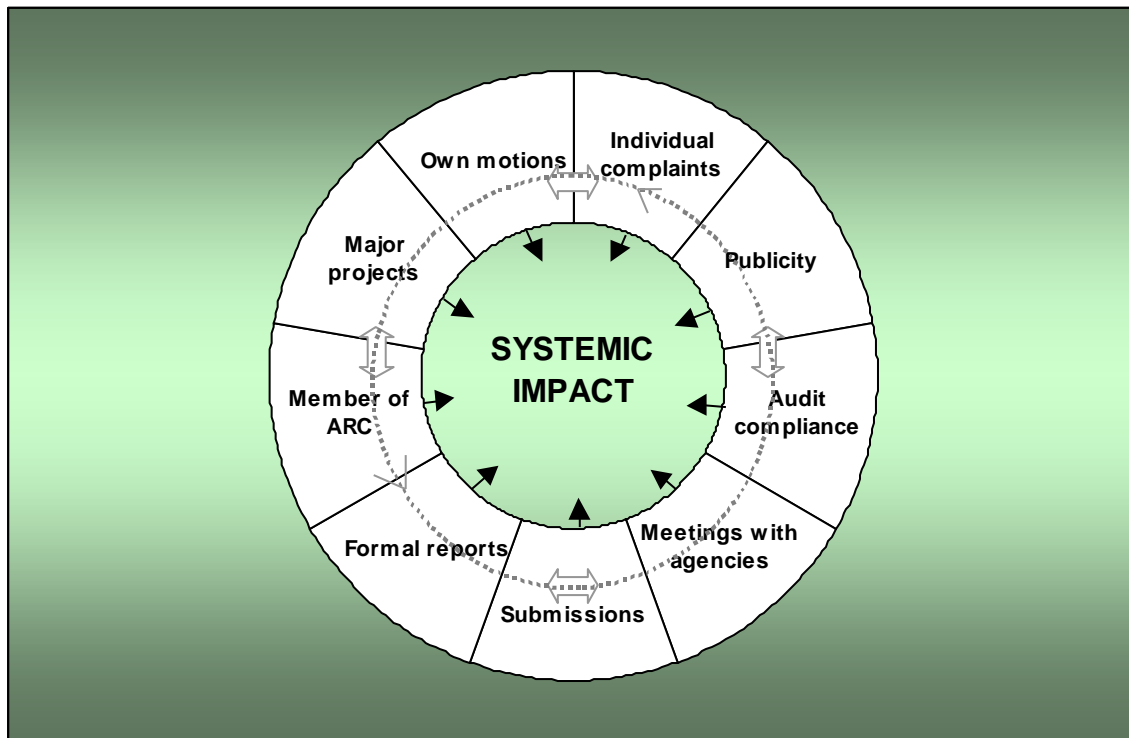 Own motions
Individual
complaints
Major
projects
Publicity
SYSTEMIC
IMPACT
Member of
ARC
Audit
compliance
Formal reports
Meetings with
agencies
Submissions